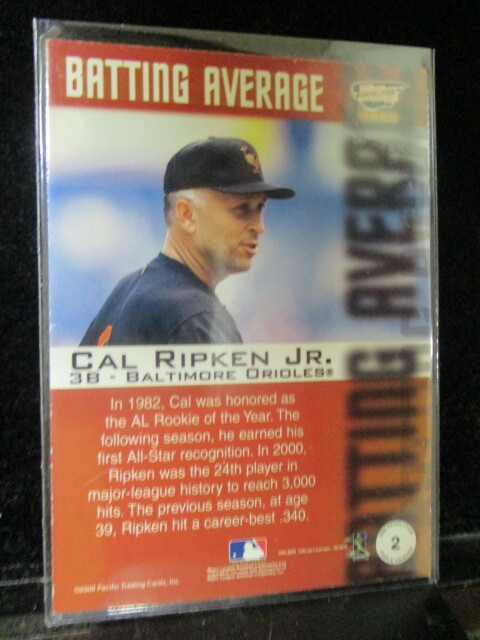 BATTING AVERAGE
BATTING AVERA
CAL RIPKEN JR.
3B - BALTIMORE ORIOLES®
In 1982, Cal was honored as
the AL Rookie of the Year. The
following season, he earned his
first All-Star recognition. In 2000,
Ripken was the 24th player in
major-league history to reach 3,000
hits. The previous season, at age
39, Ripken hit a career-best .340.
©2000 Pacific Trading Cards, Inc
2